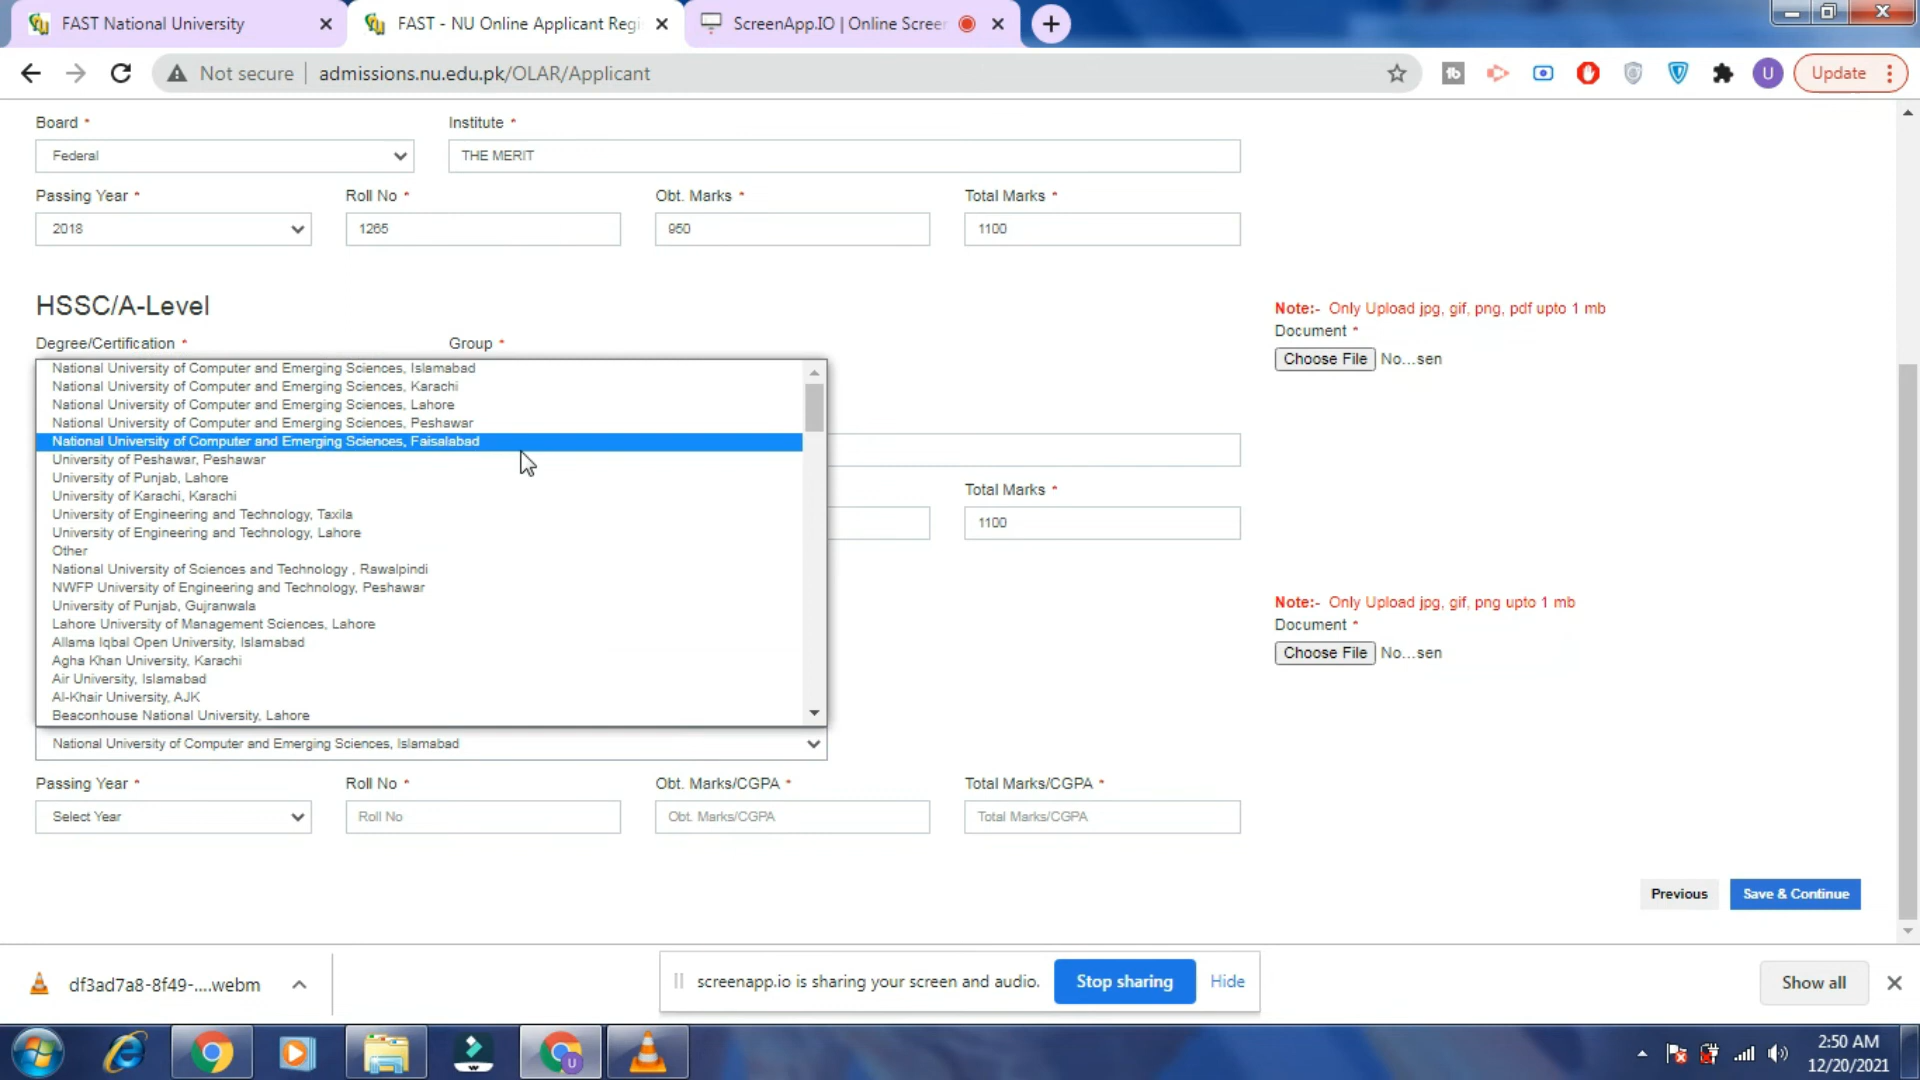 FAST National University
FAST - NU Online Applicant Regi
ScreenApp.IO | Online Screen
Not secure
admissions.nu.edu.pk/OLAR/Applicant
U
Update
Board *
Institute *
Federal
THE MERIT
Passing Year *
Roll No *
Obt. Marks *
Total Marks *
2018
1265
950
1100
HSSC/A-Level
Note:- Only Upload jpg, gif, png, pdf upto 1 mb
Degree/Certification *
Group *
Document *
Choose File No...sen
National University of Computer and Emerging Sciences, Islamabad
National University of Computer and Emerging Sciences, Karachi
National University of Computer and Emerging Sciences, Lahore
National University of Computer and Emerging Sciences, Peshawar
National University of Computer and Emerging Sciences, Faisalabad
University of Peshawar, Peshawar
University of Punjab, Lahore
University of Karachi, Karachi
University of Engineering and Technology, Taxila
University of Engineering and Technology, Lahore
Other
National University of Sciences and Technology , Rawalpindi
NWFP University of Engineering and Technology, Peshawar
University of Punjab, Gujranwala
Lahore University of Management Sciences, Lahore
Allama Iqbal Open University, Islamabad
Agha Khan University, Karachi
Air University, Islamabad
Al-Khair University, AJK
Beaconhouse National University, Lahore
Total Marks *
1100
Note:- Only Upload jpg, gif, png upto 1 mb
Document *
Choose File No...sen
National University of Computer and Emerging Sciences, Islamabad
Passing Year *
Roll No *
Obt. Marks/CGPA *
Total Marks/CGPA *
Select Year
Roll No
Obt. Marks/CGPA
Total Marks/CGPA
Previous
Save & Continue
df3ad7a8-8f49-....webm
screenapp.io is sharing your screen and audio.
Stop sharing
Hide
Show all
2:50 AM
12/20/2021